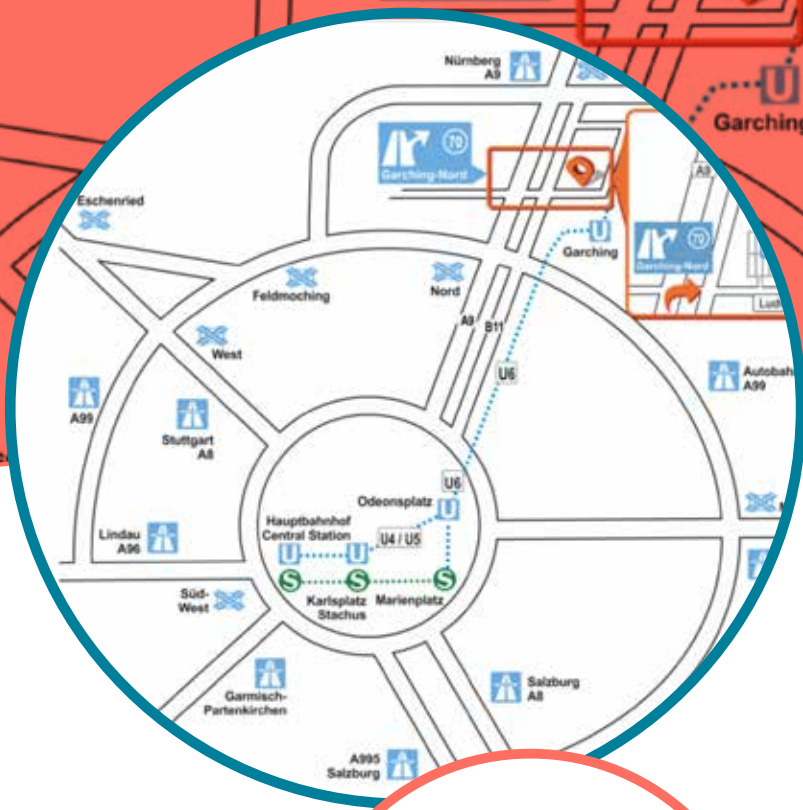 Nürnberg
A9
70
Garching-Nord
U
Garching
A9
70
Garching-Nord
U
Garching
Eschenried
Feldmoching
Nord
West
A9
B11
U6
A99
Stuttgart
A8
A99
U6
Odeonsplatz
U
Hauptbahnhof
Central Station
U4 / U5
U
U
Lindau
A96
S
S
S
Karlsplatz
Stachus
Marienplatz
Süd-
West
Garmisch-
Partenkirchen
Salzburg
A8
A995
Salzburg